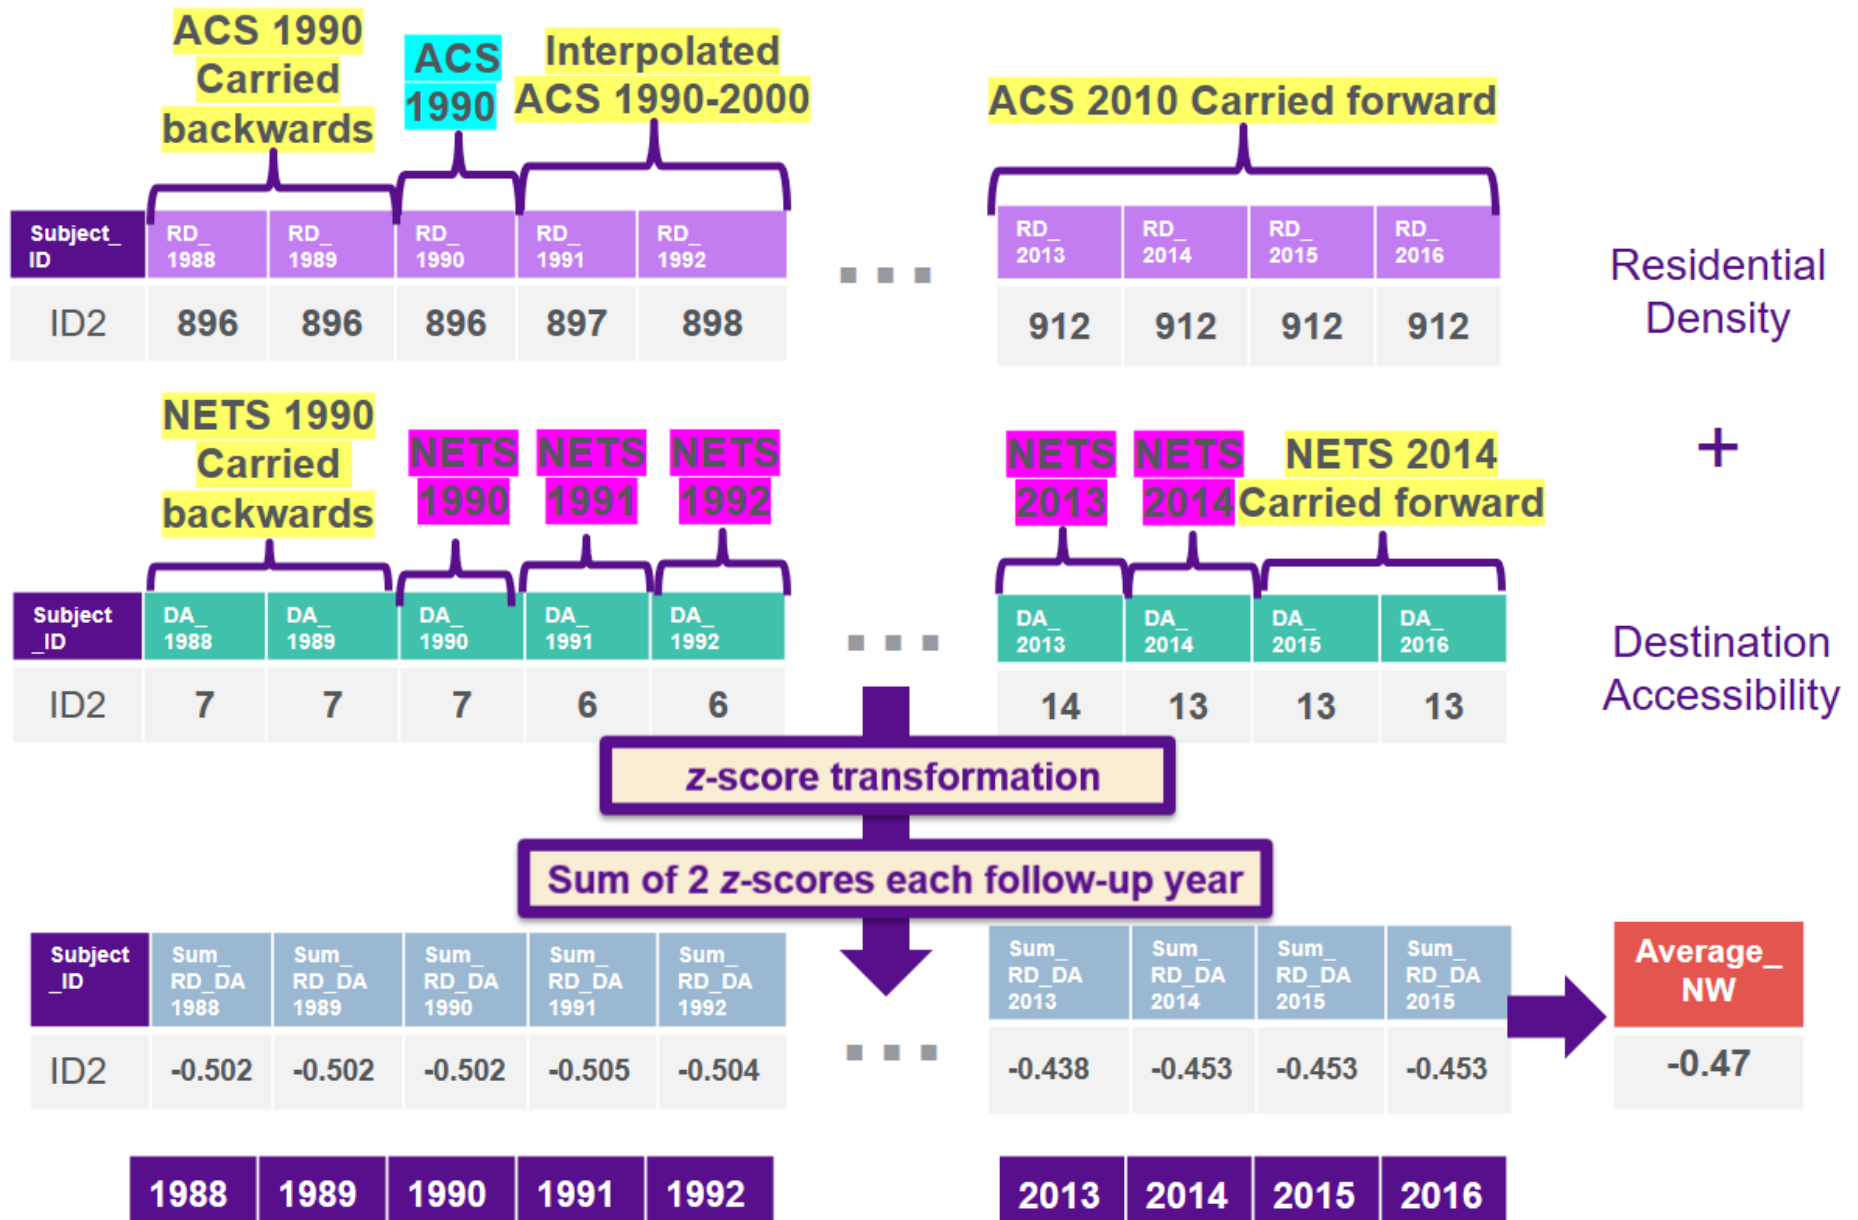 ACS 1990
Carried
backwards
ACS
1990
Interpolated
ACS 1990-2000
ACS 2010 Carried forward
Subject_
ID
RD_
1988
RD_
1989
RD_
1990
RD_
1991
RD_
1992
RD_
2013
RD_
2014
RD_
2015
RD_
2016
ID2
896
896
896
897
898
...
912
912
912
912
Residential
Density
+
NETS 1990
Carried
backwards
NETS
1990
NETS
1991
NETS
1992
NETS
2013
NETS
2014
NETS 2014
Carried forward
Subject
_ID
DA_
1988
DA_
1989
DA_
1990
DA_
1991
DA_
1992
...
DA_
2013
DA_
2014
DA_
2015
DA_
2016
ID2
7
7
7
6
6
14
13
13
13
Destination
Accessibility
z-score transformation
Sum of 2 z-scores each follow-up year
Subject
_ID
Sum_
RD_DA
1988
Sum_
RD_DA
1989
Sum_
RD_DA
1990
Sum_
RD_DA
1991
Sum_
RD_DA
1992
Sum_
RD_DA
2013
Sum_
RD_DA
2014
Sum_
RD_DA
2015
Sum_
RD_DA
2015
Average_
NW
ID2
-0.502
-0.502
-0.502
-0.505
-0.504
...
-0.438
-0.453
-0.453
-0.453
-0.47
1988
1989
1990
1991
1992
2013
2014
2015
2016